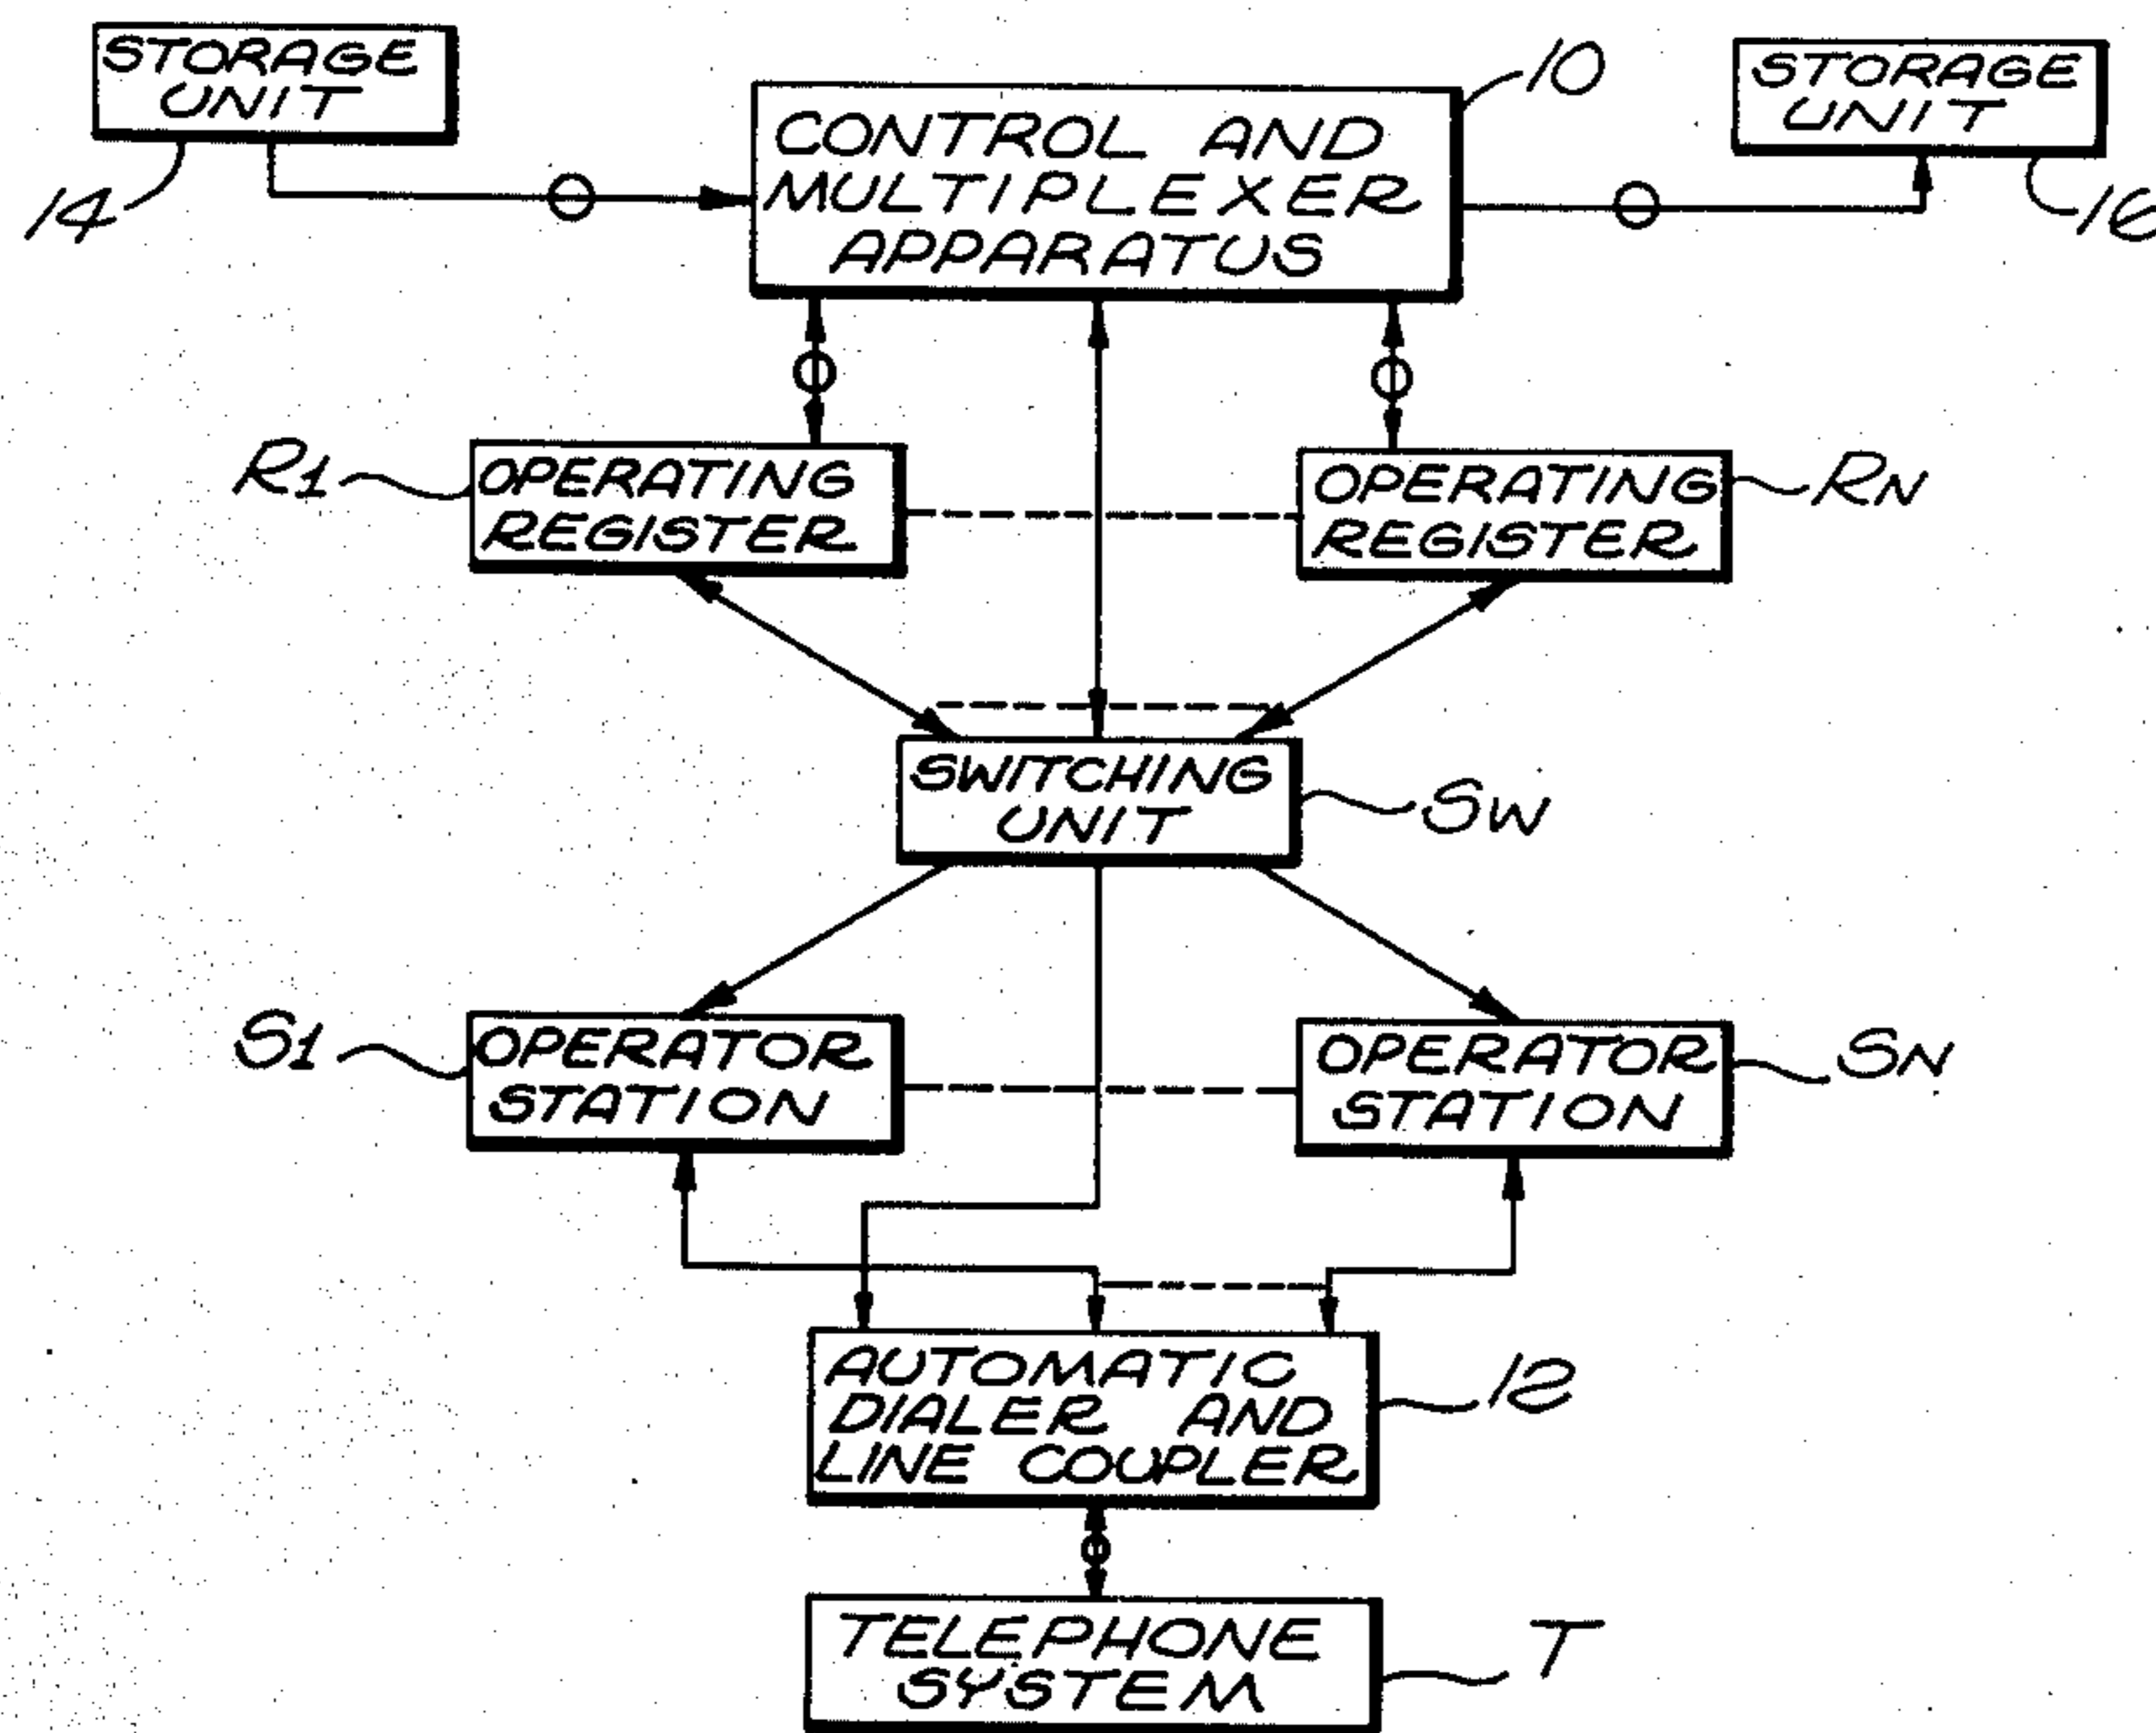 STORAGE
UNIT
14
CONTROL AND
MULTIPLEXER
APPARATUS
10
STORAGE
UNIT
16
R1
OPERATING
REGISTER
OPERATING
REGISTER
RN
SWITCHING
UNIT
SW
S1
OPERATOR
STATION
OPERATOR
STATION
SN
AUTOMATIC
DIALER AND
LINE COUPLER
12
TELEPHONE
SYSTEM
T